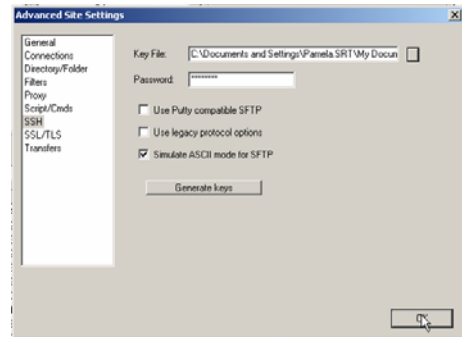 Advanced Site Settings
General
Connections
Directory/Folder
Filters
Proxy
Script/Cmds
SSH
SSL/TLS
Transfers
Key File: C:\Documents and Settings\Pamela.SRT\My Docun
Password: ********
Use Putty compatible SFTP
Use legacy protocol options
Simulate ASCII mode for SFTP
Generate keys
OK